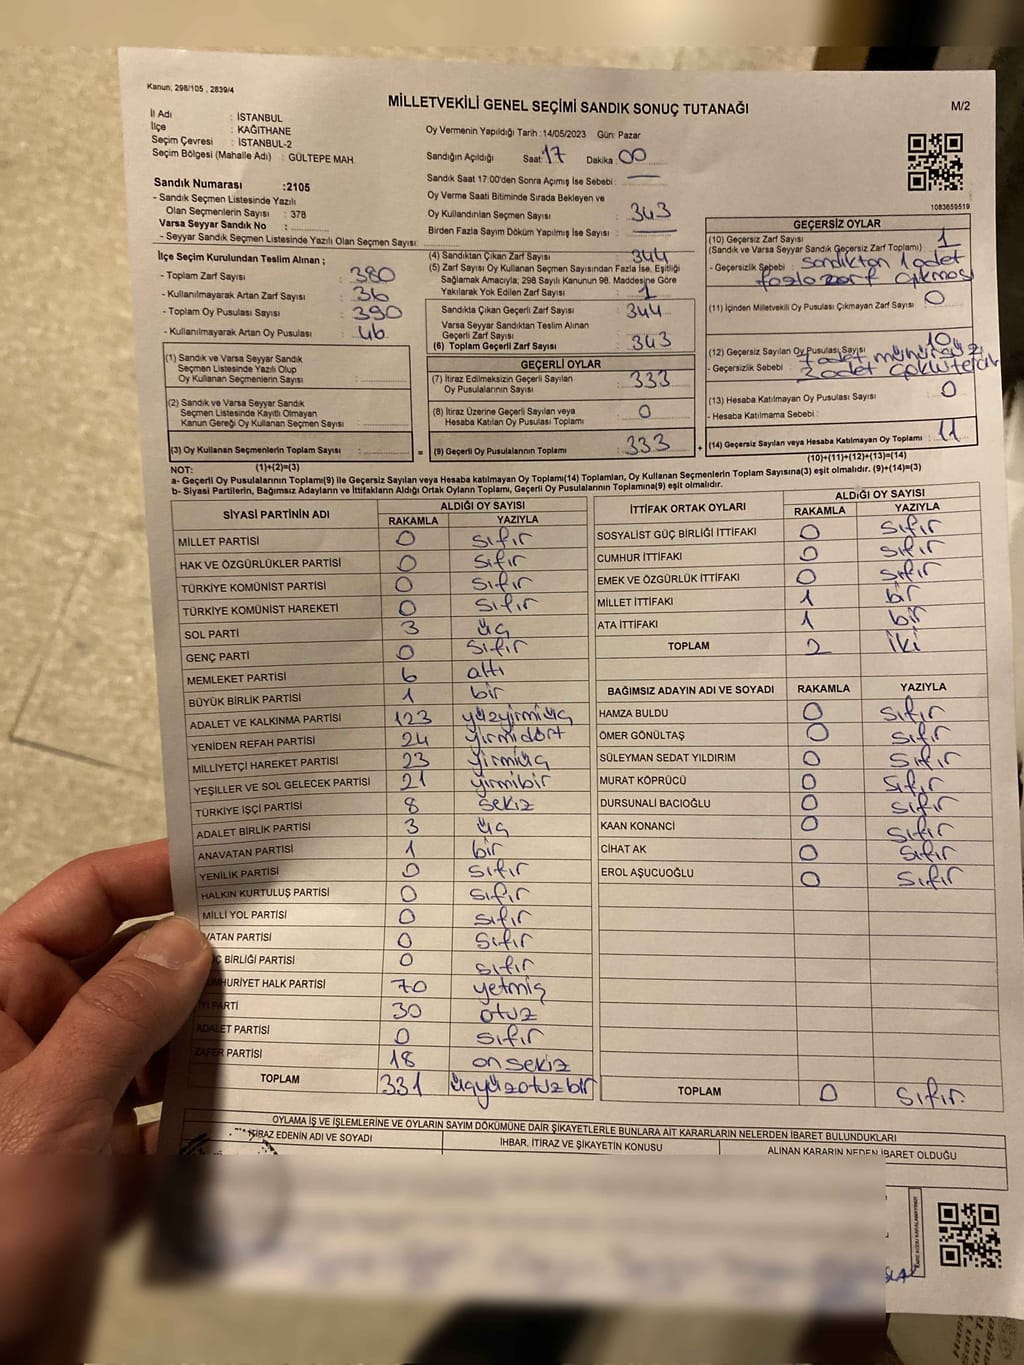 Kanun; 298/105 , 2839/4
MİLLETVEKİLİ GENEL SEÇİMİ SANDIK SONUÇ TUTANAĞI
M/2
İl Adı : İSTANBUL
İlçe : KAĞITHANE
Seçim Çevresi : İSTANBUL-2
Seçim Bölgesi (Mahalle Adı) : GÜLTEPE MAH.
Sandık Numarası :2105
- Sandık Seçmen Listesinde Yazılı
Olan Seçmenlerin Sayısı : 378
Varsa Seyyar Sandık No :
- Seyyar Sandık Seçmen Listesinde Yazılı Olan Seçmen Sayısı:
Oy Vermenin Yapıldığı Tarih :14/05/2023 Gün: Pazar
Sandığın Açıldığı Saat: 17 Dakika : 00
Sandık Saat 17:00'den Sonra Açımış İse Sebebi : —
Oy Verme Saati Bitiminde Sırada Bekleyen ve
Oy Kullandırılan Seçmen Sayısı : 343
Birden Fazla Sayım Döküm Yapılmış İse Sayısı : —
1083659519
İlçe Seçim Kurulundan Teslim Alınan ;
- Toplam Zarf Sayısı : 380
- Kullanılmayarak Artan Zarf Sayısı : 36
- Toplam Oy Pusulası Sayısı : 390
- Kullanılmayarak Artan Oy Pusulası : 46
(1) Sandık ve Varsa Seyyar Sandık
Seçmen Listesinde Yazılı Olup
Oy Kullanan Seçmenlerin Sayısı :
(2) Sandık ve Varsa Seyyar Sandık
Seçmen Listesinde Kayıtlı Olmayan
Kanun Gereği Oy Kullanan Seçmen Sayısı :
(3) Oy Kullanan Seçmenlerin Toplam Sayısı :
(1)+(2)=(3)
(4) Sandıktan Çıkan Zarf Sayısı : 344
(5) Zarf Sayısı Oy Kullanan Seçmen Sayısından Fazla İse, Eşitliği
Sağlamak Amacıyla; 298 Sayılı Kanunun 98. Maddesine Göre
Yakılarak Yok Edilen Zarf Sayısı : 1
Sandıkta Çıkan Geçerli Zarf Sayısı : 344
Varsa Seyyar Sandıktan Teslim Alınan
Geçerli Zarf Sayısı :
(6) Toplam Geçerli Zarf Sayısı : 343
GEÇERLİ OYLAR
(7) İtiraz Edilmeksizin Geçerli Sayılan
Oy Pusulalarının Sayısı : 333
(8) İtiraz Üzerine Geçerli Sayılan veya
Hesaba Katılan Oy Pusulası Toplamı : 0
= (9) Geçerli Oy Pusulalarının Toplamı : 333 +
GEÇERSİZ OYLAR
(10) Geçersiz Zarf Sayısı : 1
(Sandık ve Varsa Seyyar Sandık Geçersiz Zarf Toplamı)
- Geçersizlik Sebebi : sandıktan 1 adet
fazla zarf çıkması
(11) İçinden Milletvekili Oy Pusulası Çıkmayan Zarf Sayısı : 0
(12) Geçersiz Sayılan Oy Pusulası Sayısı : 10
- Geçersizlik Sebebi : 7 adet mühürsüz
3 adet çoklu tercih
(13) Hesaba Katılmayan Oy Pusulası Sayısı : 0
- Hesaba Katılmama Sebebi :
(14) Geçersiz Sayılan veya Hesaba Katılmayan Oy Toplamı : 11
(10)+(11)+(12)+(13)=(14)
NOT:
a- Geçerli Oy Pusulalarının Toplamı(9) ile Geçersiz Sayılan veya Hesaba katılmayan Oy Toplamı(14) Toplamları, Oy Kullanan Seçmenlerin Toplam Sayısına(3) eşit olmalıdır. (9)+(14)=(3)
b- Siyasi Partilerin, Bağımsız Adayların ve İttifakların Aldığı Ortak Oyların Toplamı, Geçerli Oy Pusulalarının Toplamına(9) eşit olmalıdır.
SİYASİ PARTİNİN ADI ALDIĞI OY SAYISI
RAKAMLA YAZIYLA
MİLLET PARTİSİ 0 sıfır
HAK VE ÖZGÜRLÜKLER PARTİSİ 0 sıfır
TÜRKİYE KOMÜNİST PARTİSİ 0 sıfır
TÜRKİYE KOMÜNİST HAREKETİ 0 sıfır
SOL PARTİ 3 üç
GENÇ PARTİ 0 sıfır
MEMLEKET PARTİSİ 6 altı
BÜYÜK BİRLİK PARTİSİ 1 bir
ADALET VE KALKINMA PARTİSİ 123 yüzyirmiüç
YENİDEN REFAH PARTİSİ 24 yirmidört
MİLLİYETÇİ HAREKET PARTİSİ 23 yirmiüç
YEŞİLLER VE SOL GELECEK PARTİSİ 21 yirmibir
TÜRKİYE İŞÇİ PARTİSİ 8 sekiz
ADALET BİRLİK PARTİSİ 3 üç
ANAVATAN PARTİSİ 1 bir
YENİLİK PARTİSİ 0 sıfır
HALKIN KURTULUŞ PARTİSİ 0 sıfır
MİLLİ YOL PARTİSİ 0 sıfır
VATAN PARTİSİ 0 sıfır
Ç BİRLİĞİ PARTİSİ 0 sıfır
UMHURİYET HALK PARTİSİ 70 yetmiş
İYİ PARTİ 30 otuz
ADALET PARTİSİ 0 sıfır
ZAFER PARTİSİ 18 onsekiz
TOPLAM 331 üçyüzotuzbir
İTTİFAK ORTAK OYLARI ALDIĞI OY SAYISI
RAKAMLA YAZIYLA
SOSYALİST GÜÇ BİRLİĞİ İTTİFAKI 0 sıfır
CUMHUR İTTİFAKI 0 sıfır
EMEK VE ÖZGÜRLÜK İTTİFAKI 0 sıfır
MİLLET İTTİFAKI 1 bir
ATA İTTİFAKI 1 bir
TOPLAM 2 iki
BAĞIMSIZ ADAYIN ADI VE SOYADI RAKAMLA YAZIYLA
HAMZA BULDU 0 sıfır
ÖMER GÖNÜLTAŞ 0 sıfır
SÜLEYMAN SEDAT YILDIRIM 0 sıfır
MURAT KÖPRÜCÜ 0 sıfır
DURSUNALİ BACIOĞLU 0 sıfır
KAAN KONANCİ 0 sıfır
CİHAT AK 0 sıfır
EROL AŞUCUOĞLU 0 sıfır
TOPLAM 0 sıfır.
OYLAMA İŞ VE İŞLEMLERİNE VE OYLARIN SAYIM DÖKÜMÜNE DAİR ŞİKAYETLERLE BUNLARA AİT KARARLARIN NELERDEN İBARET BULUNDUKLARI
İTİRAZ EDENİN ADI VE SOYADI İHBAR, İTİRAZ VE ŞİKAYETİN KONUSU ALINAN KARARIN NEDEN İBARET OLDUĞU